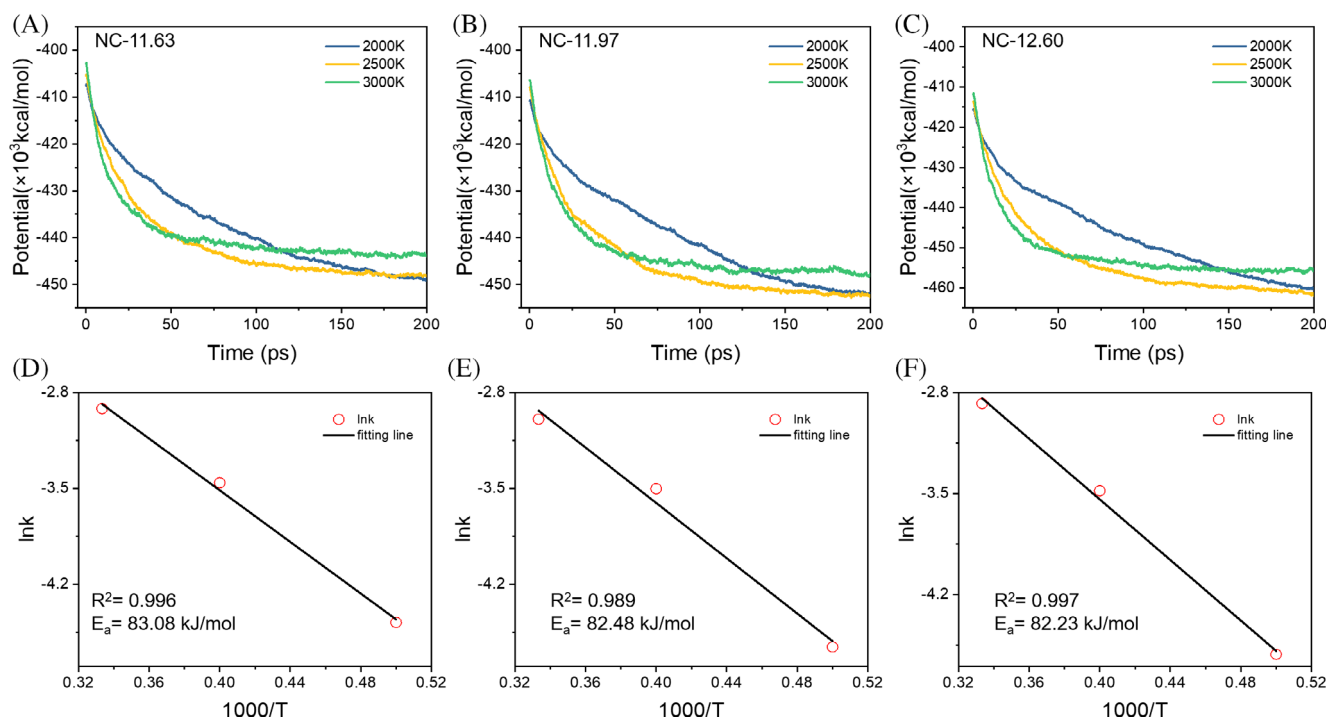 (A)
NC-11.63
2000K
2500K
3000K
Potential(×10³kcal/mol)
-400
-410
-420
-430
-440
-450
0 50 100 150 200
Time (ps)
(B)
NC-11.97
2000K
2500K
3000K
Potential(×10³kcal/mol)
-400
-410
-420
-430
-440
-450
0 50 100 150 200
Time (ps)
(C)
NC-12.60
2000K
2500K
3000K
Potential(×10³kcal/mol)
-400
-410
-420
-430
-440
-450
-460
0 50 100 150 200
Time (ps)
(D)
lnk
fitting line
lnk
-2.8
-3.5
-4.2
R²= 0.996
Eₐ= 83.08 kJ/mol
0.32 0.36 0.40 0.44 0.48 0.52
1000/T
(E)
lnk
fitting line
lnk
-2.8
-3.5
-4.2
R²= 0.989
Eₐ= 82.48 kJ/mol
0.32 0.36 0.40 0.44 0.48 0.52
1000/T
(F)
lnk
fitting line
lnk
-2.8
-3.5
-4.2
R²= 0.997
Eₐ= 82.23 kJ/mol
0.32 0.36 0.40 0.44 0.48 0.52
1000/T